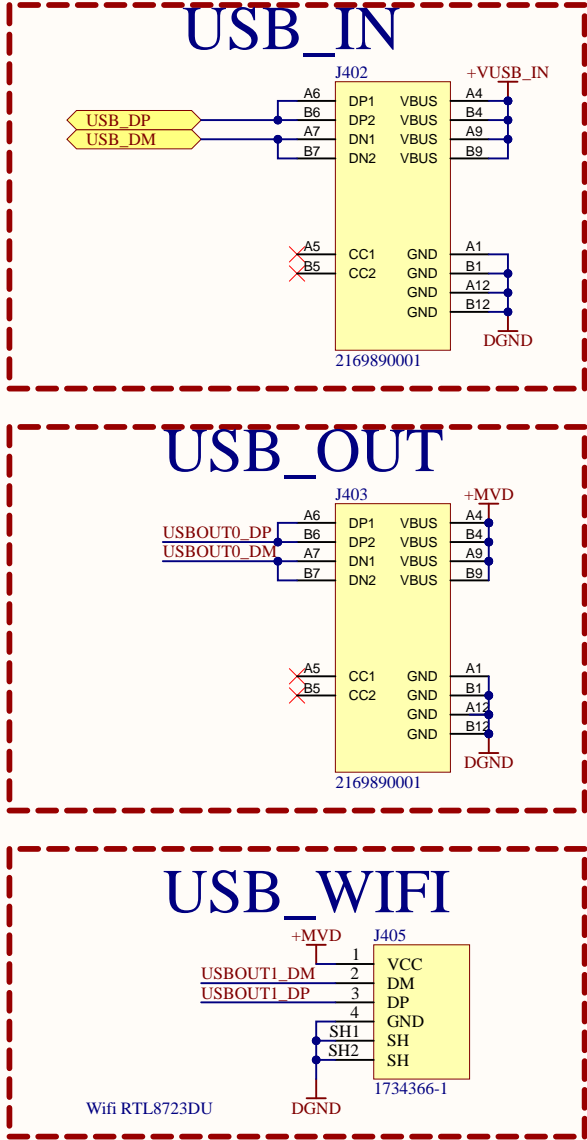 USB_IN
J402
+VUSB_IN
A6 DP1 VBUS A4
USB_DP B6 DP2 VBUS B4
USB_DM A7 DN1 VBUS A9
B7 DN2 VBUS B9
A5 CC1 GND A1
B5 CC2 GND B1
GND A12
GND B12
DGND
2169890001
USB_OUT
J403
+MVD
A6 DP1 VBUS A4
USBOUT0_DP B6 DP2 VBUS B4
USBOUT0_DM A7 DN1 VBUS A9
B7 DN2 VBUS B9
A5 CC1 GND A1
B5 CC2 GND B1
GND A12
GND B12
DGND
2169890001
USB_WIFI
+MVD J405
1 VCC
USBOUT1_DM 2 DM
USBOUT1_DP 3 DP
4 GND
SH1 SH
SH2 SH
1734366-1
Wifi RTL8723DU DGND